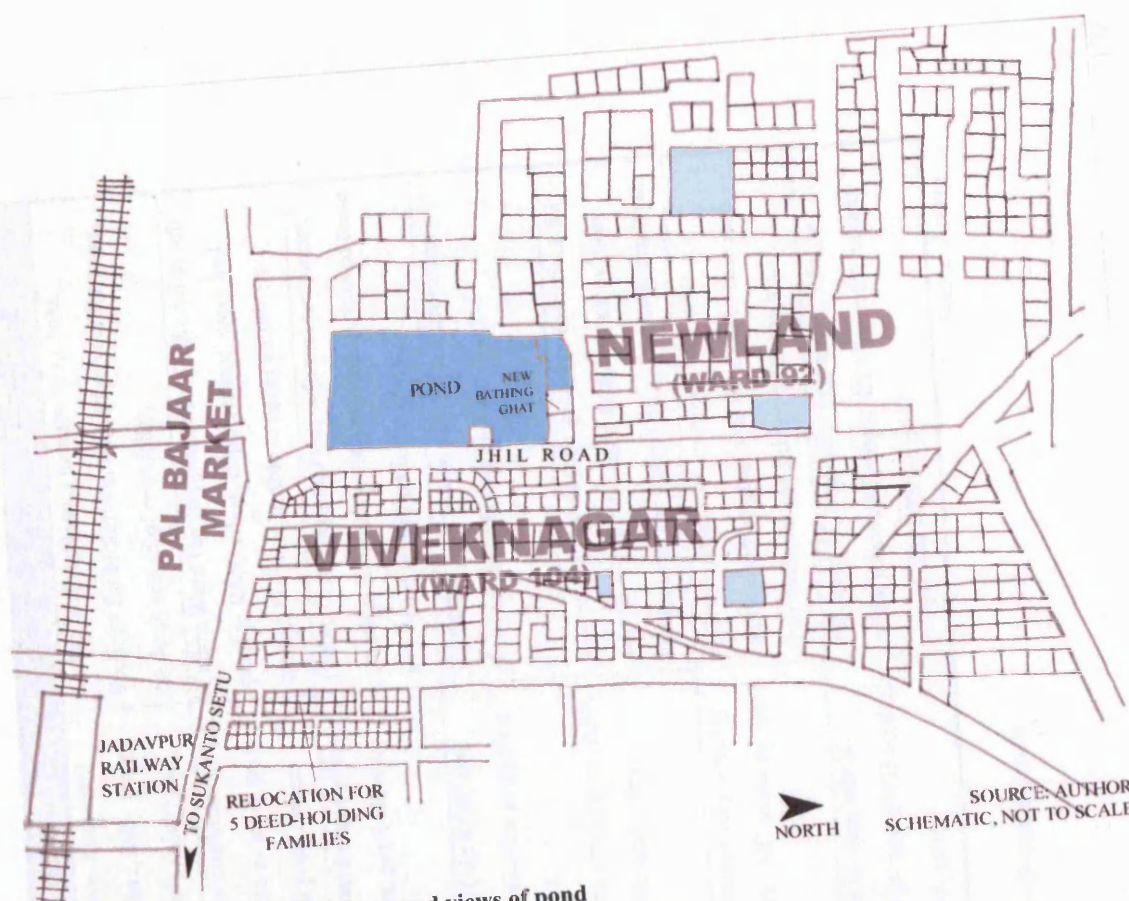 NEWLAND
(WARD 92)
POND
NEW
BATHING
GHAT
JHIL ROAD
PAL BAJAAR
MARKET
VIVEKNAGAR
(WARD 104)
JADAVPUR
RAILWAY
STATION
TO SUKANTO SETU
RELOCATION FOR
5 DEED-HOLDING
FAMILIES
NORTH
SOURCE: AUTHOR
SCHEMATIC, NOT TO SCALE
views of pond